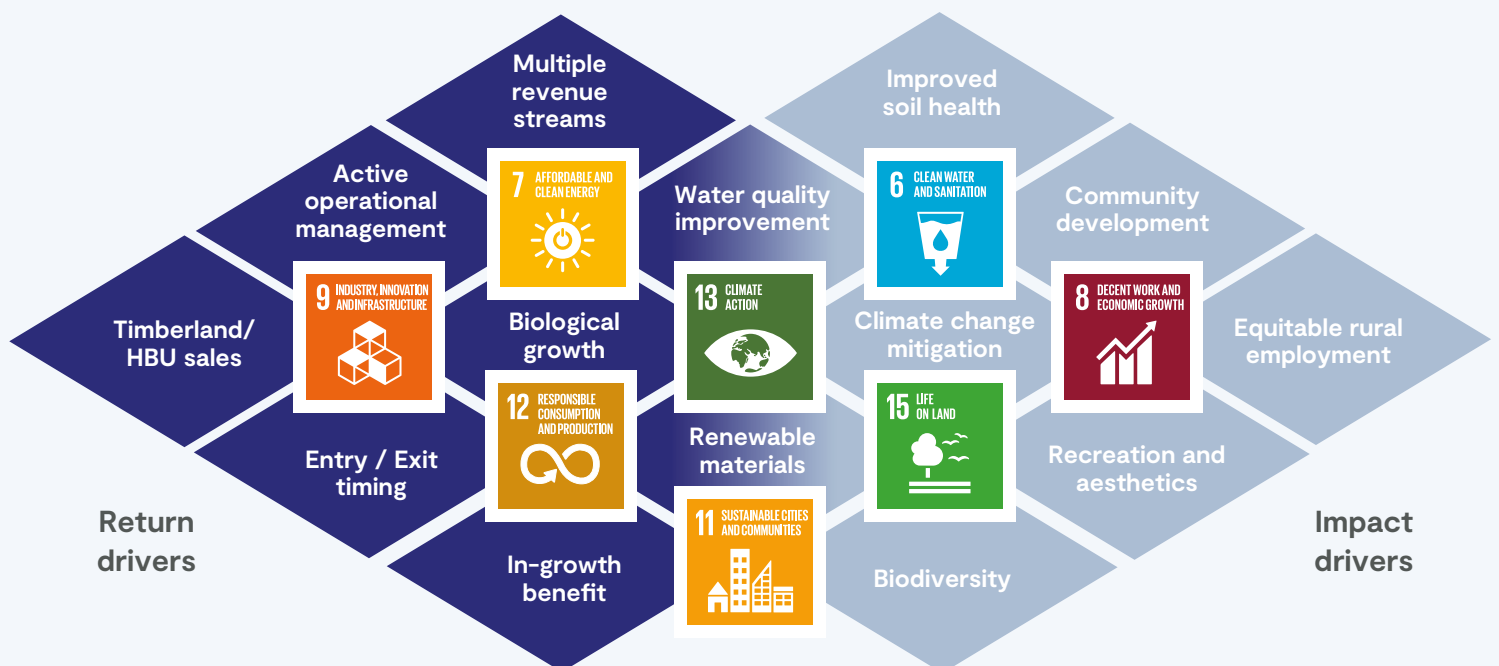 Multiple
revenue
streams
Improved
soil health
Active
operational
management
7 AFFORDABLE AND
CLEAN ENERGY
Water quality
improvement
6 CLEAN WATER
AND SANITATION
Community
development
Timberland/
HBU sales
9 INDUSTRY, INNOVATION
AND INFRASTRUCTURE
Biological
growth
13 CLIMATE
ACTION
Climate change
mitigation
8 DECENT WORK AND
ECONOMIC GROWTH
Equitable rural
employment
Entry / Exit
timing
12 RESPONSIBLE
CONSUMPTION
AND PRODUCTION
Renewable
materials
15 LIFE
ON LAND
Recreation and
aesthetics
Return
drivers
In-growth
benefit
11 SUSTAINABLE CITIES
AND COMMUNITIES
Biodiversity
Impact
drivers